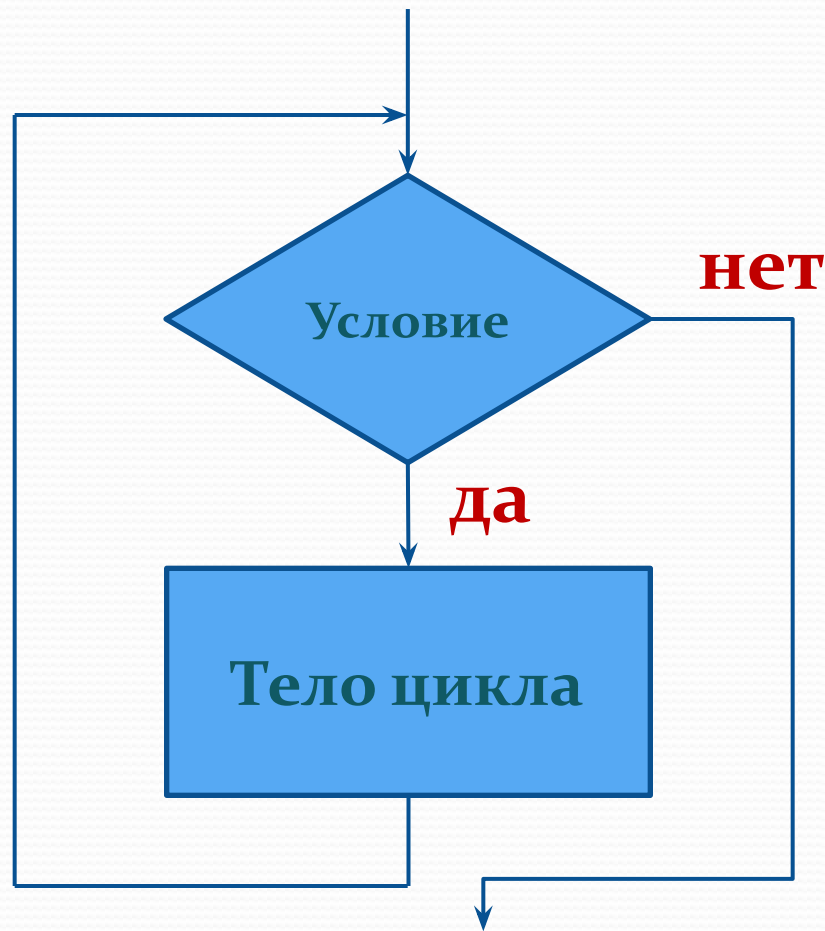 нет
Условие
да
Тело цикла